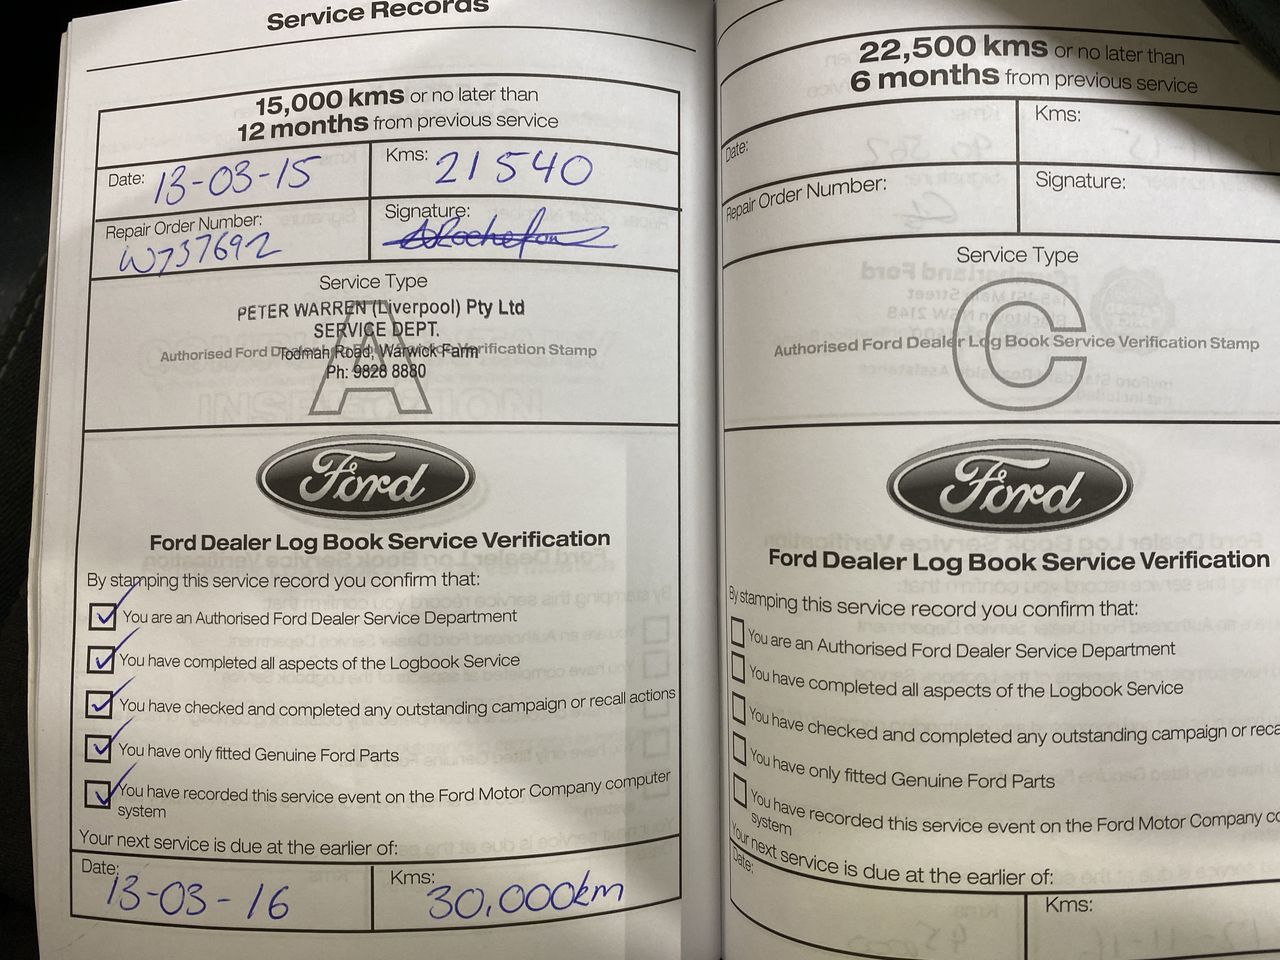 Service Records
15,000 kms or no later than
12 months from previous service
Date: 13-03-15
Kms: 21540
Repair Order Number:
W737692
Signature:
Service Type
PETER WARREN (Liverpool) Pty Ltd
SERVICE DEPT.
Authorised Ford Dealer Log Book Service Verification Stamp
Todmah Road, Warwick Farm
Ph: 9828 8880
A
Ford
Ford Dealer Log Book Service Verification
By stamping this service record you confirm that:
You are an Authorised Ford Dealer Service Department
You have completed all aspects of the Logbook Service
You have checked and completed any outstanding campaign or recall actions
You have only fitted Genuine Ford Parts
You have recorded this service event on the Ford Motor Company computer
system
Your next service is due at the earlier of:
Date: 13-03-16
Kms: 30,000km
22,500 kms or no later than
6 months from previous service
Date:
Kms:
Repair Order Number:
Signature:
Service Type
C
Authorised Ford Dealer Log Book Service Verification Stamp
Ford
Ford Dealer Log Book Service Verification
By stamping this service record you confirm that:
You are an Authorised Ford Dealer Service Department
You have completed all aspects of the Logbook Service
You have checked and completed any outstanding campaign or reca
You have only fitted Genuine Ford Parts
You have recorded this service event on the Ford Motor Company co
system
Your next service is due at the earlier of:
Date:
Kms: